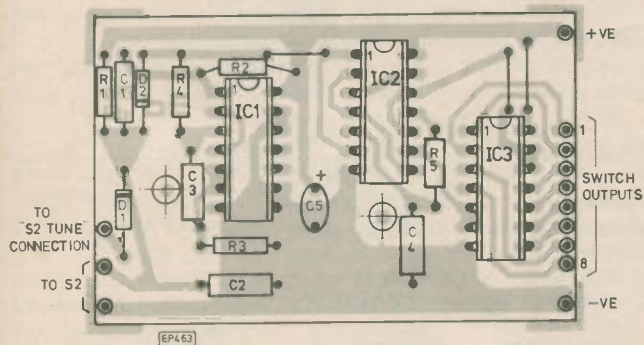 +VE
R1
C1
D2
R4
R2
1
IC1
1
IC2
1
IC3
R5
C3
D1
C5
+
C4
R3
C2
1
SWITCH
OUTPUTS
8
TO
"S2 TUNE"
CONNECTION
TO S2
-VE
EP463